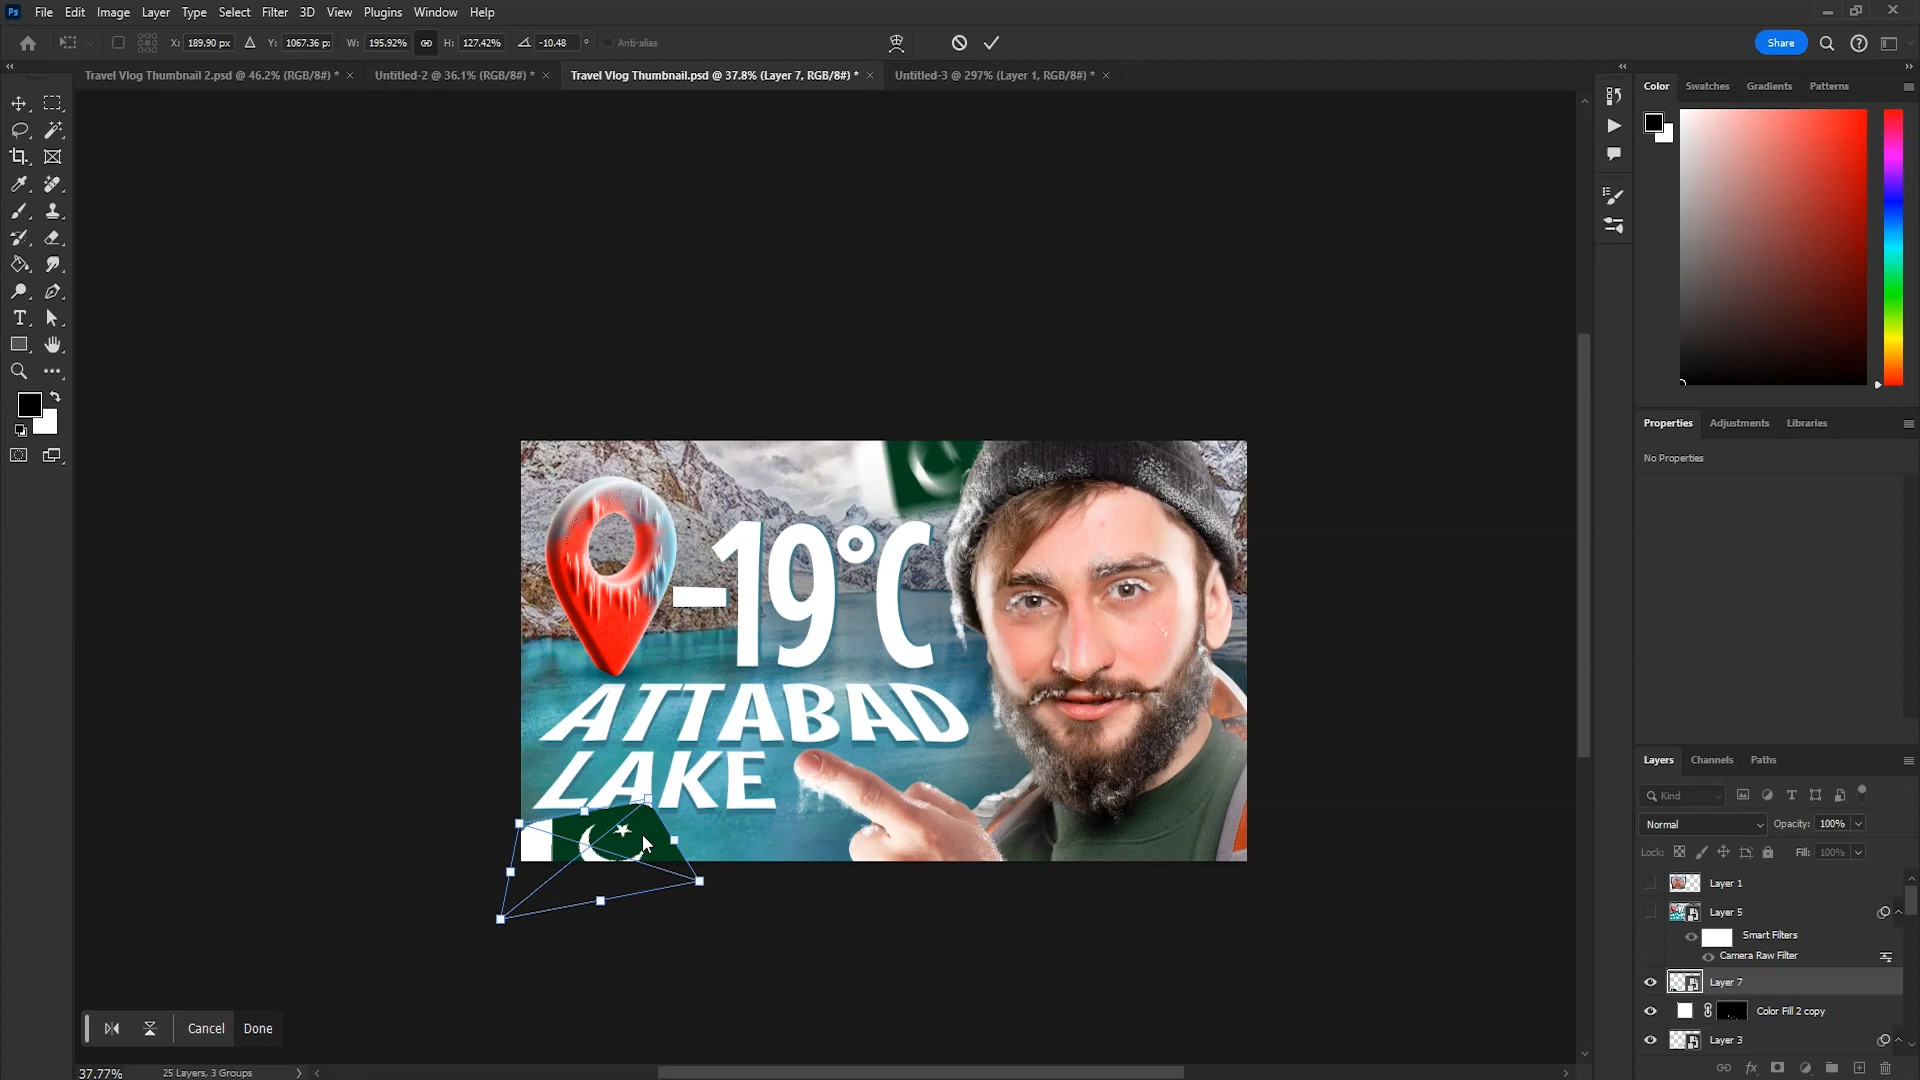 Ps File Edit Image Layer Type Select Filter 3D View Plugins Window Help
X: 189.90 px Y: 1067.36 p: W: 195.92% H: 127.42% -10.48 ° Anti-alias Share
Travel Vlog Thumbnail 2.psd @ 46.2% (RGB/8#) * Untitled-2 @ 36.1% (RGB/8#) * Travel Vlog Thumbnail.psd @ 37.8% (Layer 7, RGB/8#) * Untitled-3 @ 297% (Layer 1, RGB/8#) *
Color Swatches Gradients Patterns
Properties Adjustments Libraries
No Properties
-19°C
ATTABAD
LAKE
Layers Channels Paths
Kind
Normal Opacity: 100%
Lock: Fill: 100%
Layer 1
Layer 5
Smart Filters
Camera Raw Filter
Layer 7
Color Fill 2 copy
Layer 3
Cancel Done
37.77% 25 Layers, 3 Groups